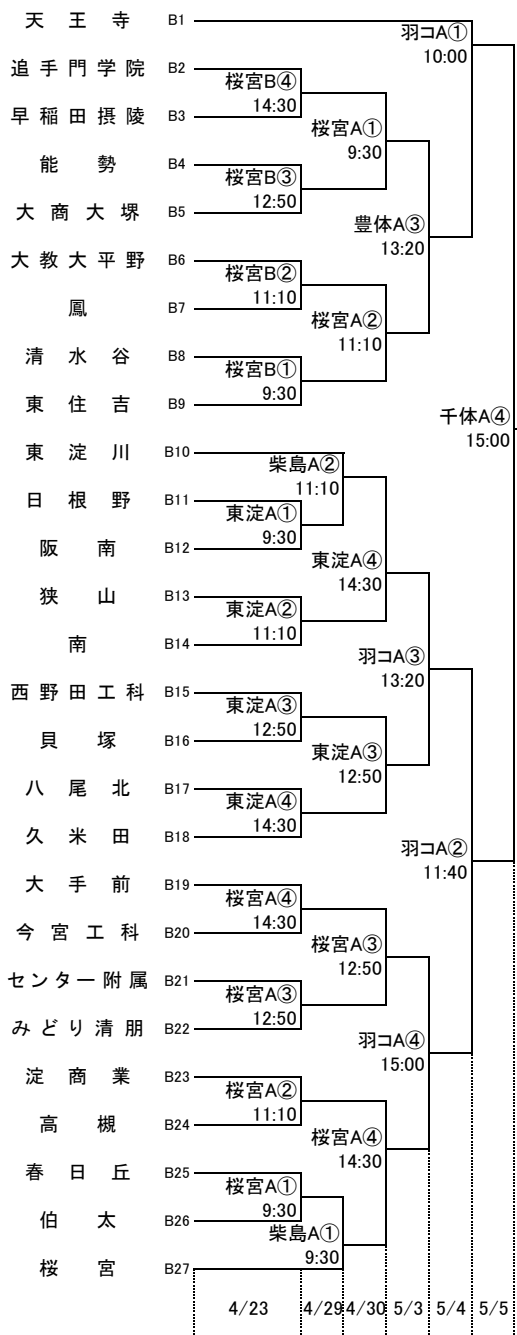 天王寺 B1
羽コA①
10:00
追手門学院 B2
桜宮B④
14:30
早稲田摂陵 B3
桜宮A①
9:30
能勢 B4
桜宮B③
12:50
大商大堺 B5
豊体A③
13:20
大教大平野 B6
桜宮B②
11:10
鳳 B7
桜宮A②
11:10
清水谷 B8
桜宮B①
9:30
東住吉 B9
千体A④
15:00
東淀川 B10
柴島A②
11:10
日根野 B11
東淀A①
9:30
阪南 B12
東淀A④
14:30
狭山 B13
東淀A②
11:10
南 B14
羽コA③
13:20
西野田工科 B15
東淀A③
12:50
貝塚 B16
東淀A③
12:50
八尾北 B17
東淀A④
14:30
久米田 B18
羽コA②
11:40
大手前 B19
桜宮A④
14:30
今宮工科 B20
桜宮A③
12:50
センター附属 B21
桜宮A③
12:50
みどり清朋 B22
羽コA④
15:00
淀商業 B23
桜宮A②
11:10
高槻 B24
桜宮A④
14:30
春日丘 B25
桜宮A①
9:30
伯太 B26
柴島A①
9:30
桜宮 B27
4/23 4/29 4/30 5/3 5/4 5/5